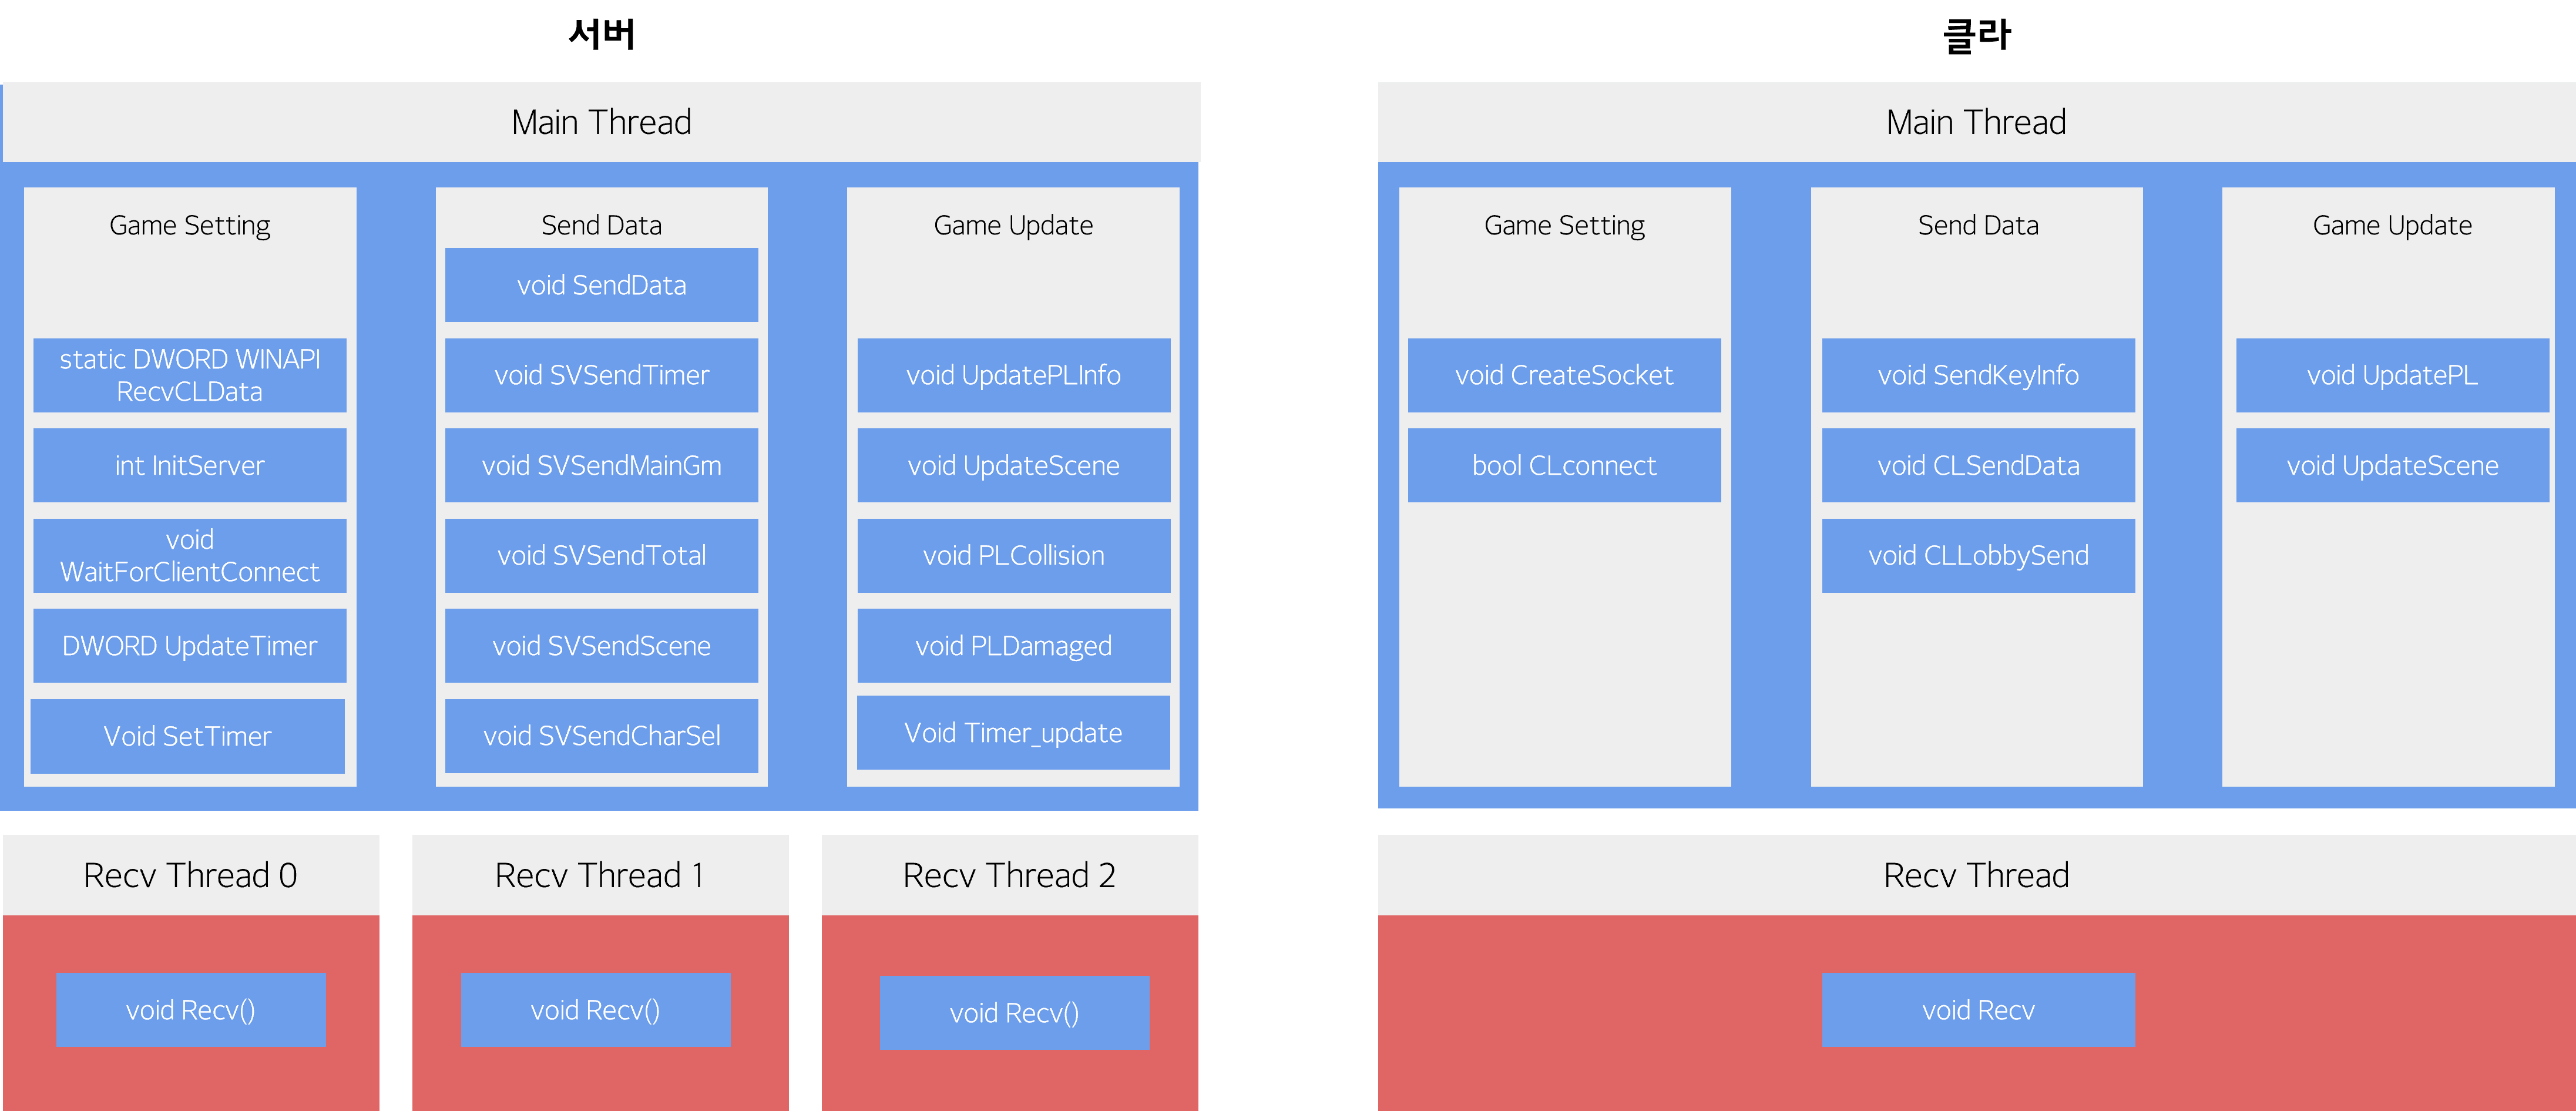 서버
Main Thread
Game Setting
static DWORD WINAPI
RecvCLData
int InitServer
void
WaitForClientConnect
DWORD UpdateTimer
Void SetTimer
Send Data
void SendData
void SVSendTimer
void SVSendMainGm
void SVSendTotal
void SVSendScene
void SVSendCharSel
Game Update
void UpdatePLInfo
void UpdateScene
void PLCollision
void PLDamaged
Void Timer_update
Recv Thread 0
void Recv()
Recv Thread 1
void Recv()
Recv Thread 2
void Recv()
클라
Main Thread
Game Setting
void CreateSocket
bool CLconnect
Send Data
void SendKeyInfo
void CLSendData
void CLLobbySend
Game Update
void UpdatePL
void UpdateScene
Recv Thread
void Recv